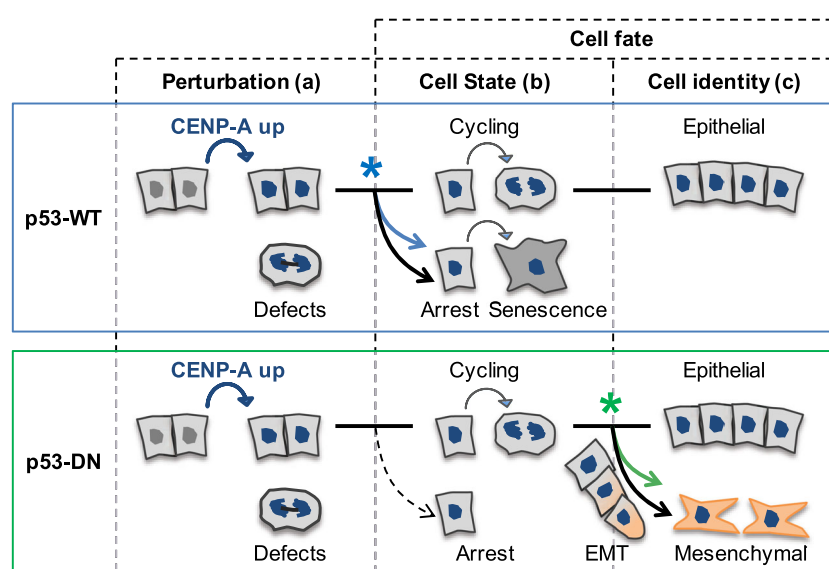 Cell fate
Perturbation (a) Cell State (b) Cell identity (c)
CENP-A up Cycling Epithelial
*
p53-WT
Defects Arrest Senescence
CENP-A up Cycling Epithelial
*
p53-DN
Defects Arrest EMT Mesenchymal